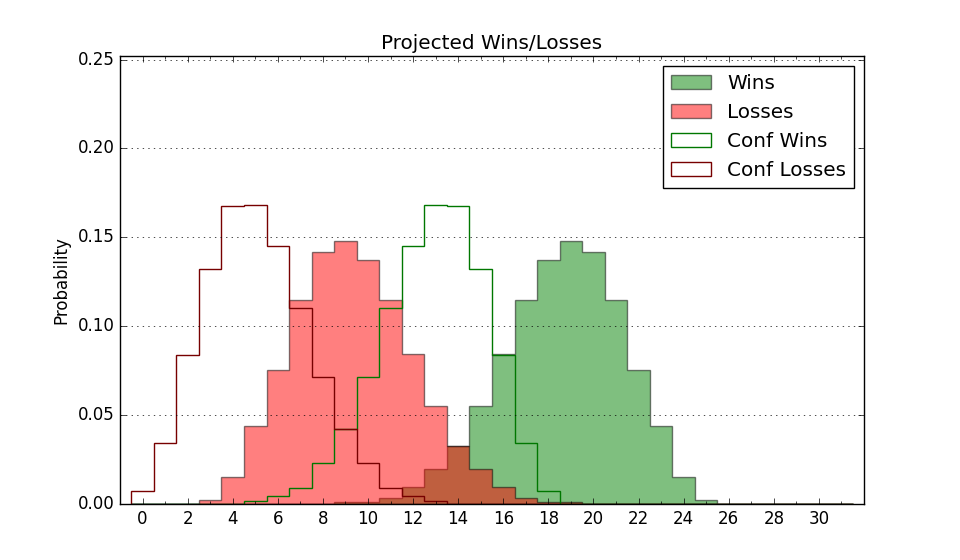 Projected Wins/Losses
0.25
0.20
0.15
0.10
0.05
0.00
Probability
Wins
Losses
Conf Wins
Conf Losses
0 2 4 6 8 10 12 14 16 18 20 22 24 26 28 30